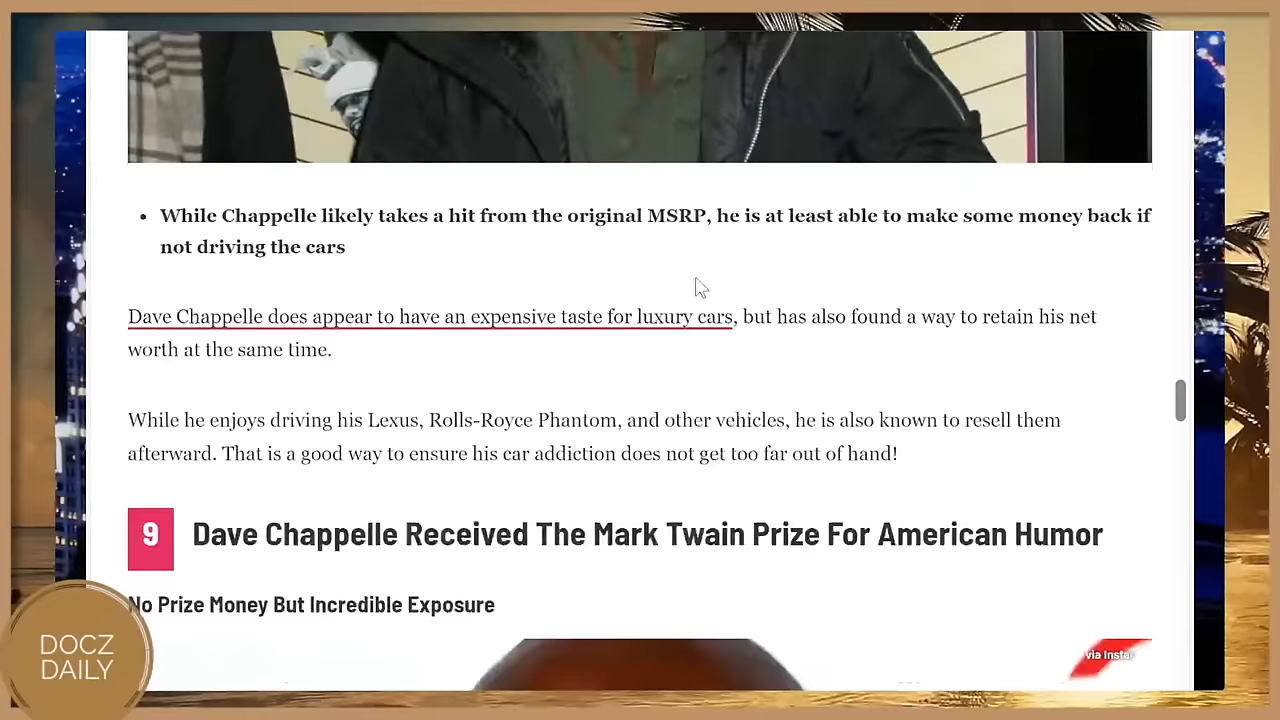 While Chappelle likely takes a hit from the original MSRP, he is at least able to make some money back if
not driving the cars
Dave Chappelle does appear to have an expensive taste for luxury cars, but has also found a way to retain his net
worth at the same time.
While he enjoys driving his Lexus, Rolls-Royce Phantom, and other vehicles, he is also known to resell them
afterward. That is a good way to ensure his car addiction does not get too far out of hand!
9 Dave Chappelle Received The Mark Twain Prize For American Humor
No Prize Money But Incredible Exposure
via
DOCZ
DAILY